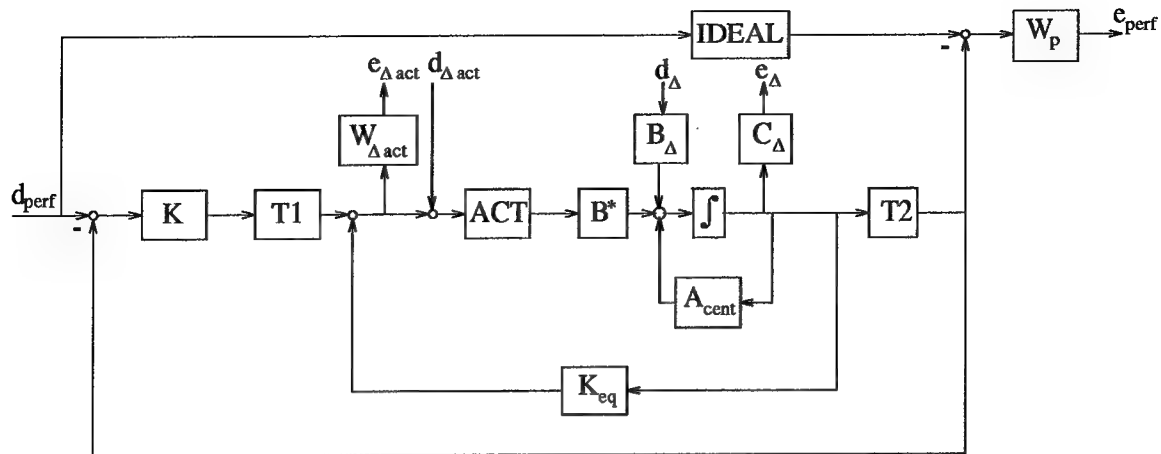 IDEAL
-
W_p
e_perf
e_Δ act
d_Δ act
d_Δ
e_Δ
W_Δ act
B_Δ
C_Δ
d_perf
-
K
T1
ACT
B*
∫
T2
A_cent
K_eq